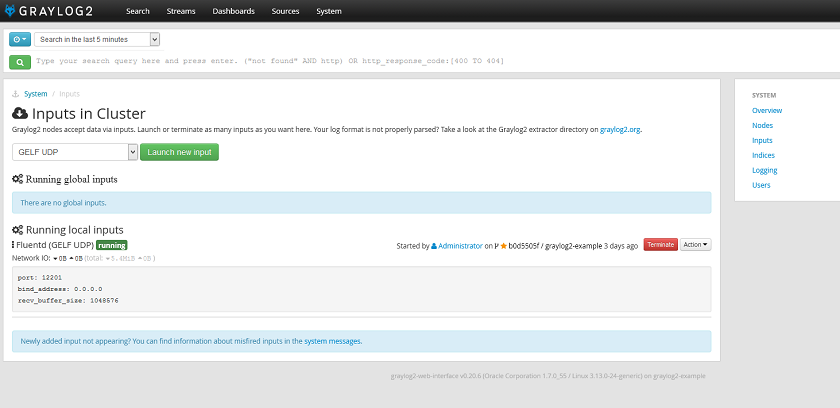 GRAYLOG2 Search Streams Dashboards Sources System
Search in the last 5 minutes
Type your search query here and press enter. ("not found" AND http) OR http_response_code:[400 TO 404]
System / Inputs
Inputs in Cluster
Graylog2 nodes accept data via inputs. Launch or terminate as many inputs as you want here. Your log format is not properly parsed? Take a look at the Graylog2 extractor directory on graylog2.org.
GELF UDP Launch new input
Running global inputs
There are no global inputs.
Running local inputs
Fluentd (GELF UDP) running
Started by Administrator on b0d5505f / graylog2-example 3 days ago Terminate Action
Network IO: 0B 0B (total: 5.4MiB 0B )
port: 12201
bind_address: 0.0.0.0
recv_buffer_size: 1048576
Newly added input not appearing? You can find information about misfired inputs in the system messages.
SYSTEM
Overview
Nodes
Inputs
Indices
Logging
Users
graylog2-web-interface v0.20.6 (Oracle Corporation 1.7.0_55 / Linux 3.13.0-24-generic) on graylog2-example